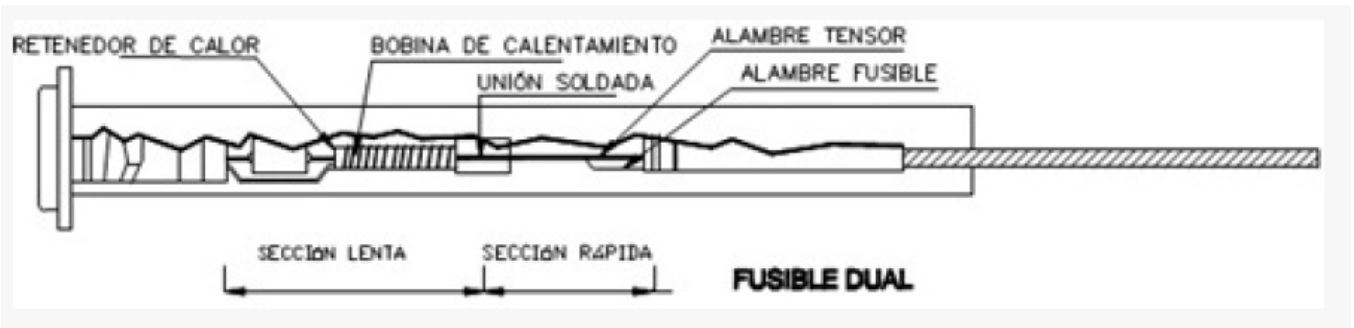 RETENEDOR DE CALOR
BOBINA DE CALENTAMIENTO
ALAMBRE TENSOR
UNIÓN SOLDADA
ALAMBRE FUSIBLE
SECCIÓN LENTA
SECCIÓN RÁPIDA
FUSIBLE DUAL